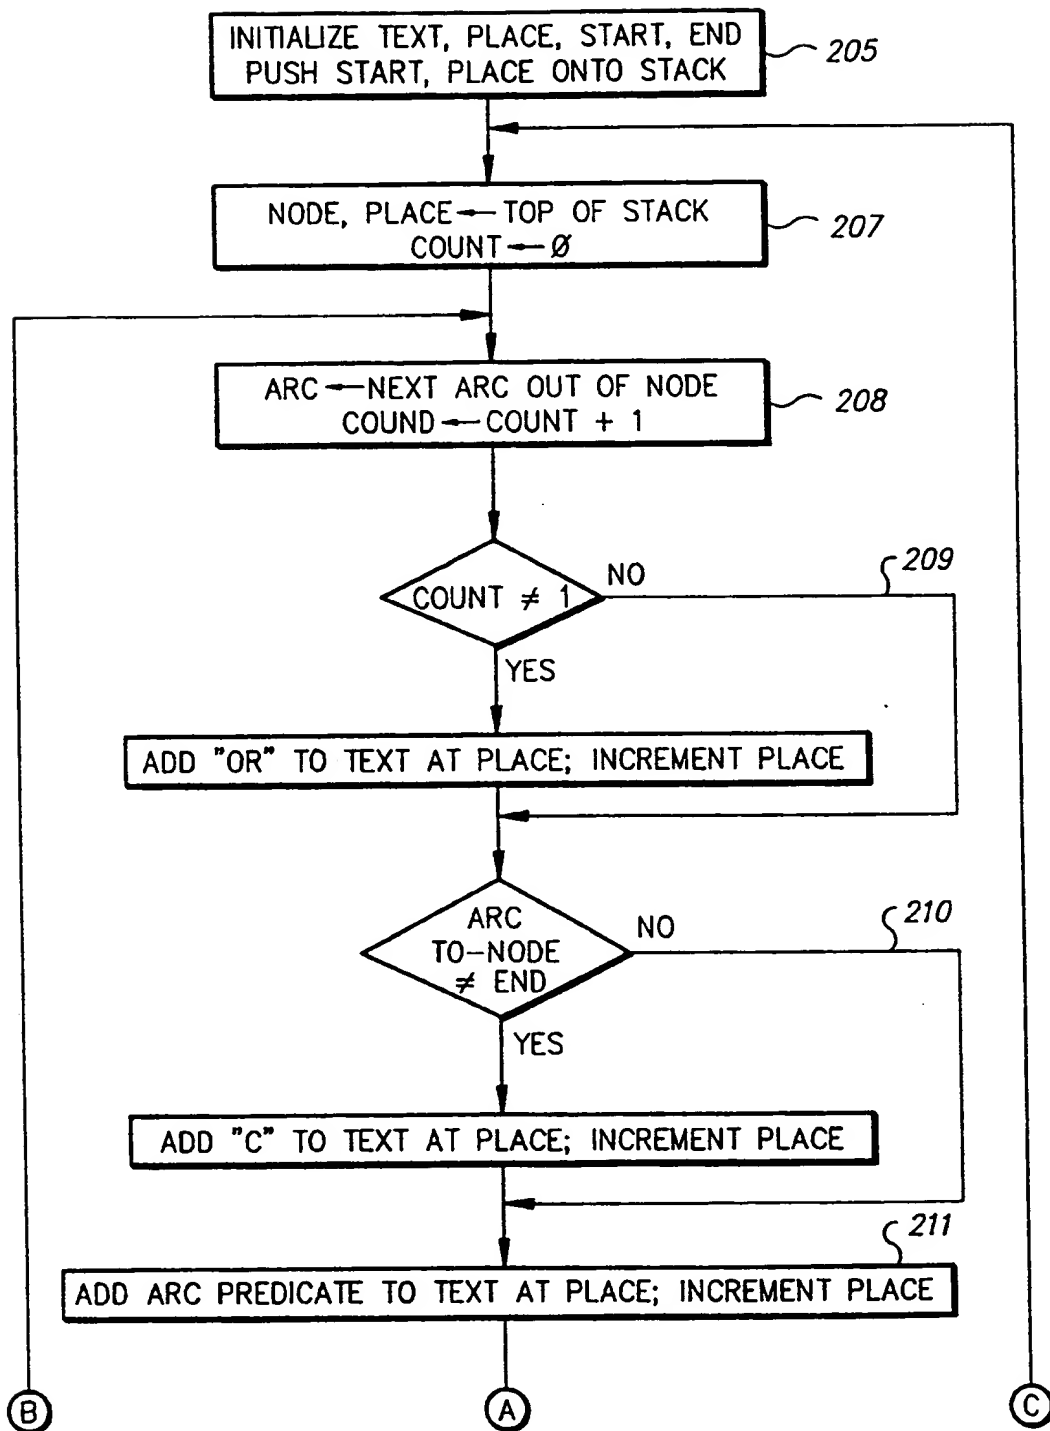 INITIALIZE TEXT, PLACE, START, END
PUSH START, PLACE ONTO STACK
205
NODE, PLACE←TOP OF STACK
COUNT←Ø
207
ARC←NEXT ARC OUT OF NODE
COUND←COUNT + 1
208
COUNT ≠ 1
NO
209
YES
ADD "OR" TO TEXT AT PLACE; INCREMENT PLACE
ARC
TO-NODE
≠ END
NO
210
YES
ADD "C" TO TEXT AT PLACE; INCREMENT PLACE
211
ADD ARC PREDICATE TO TEXT AT PLACE; INCREMENT PLACE
B
A
C